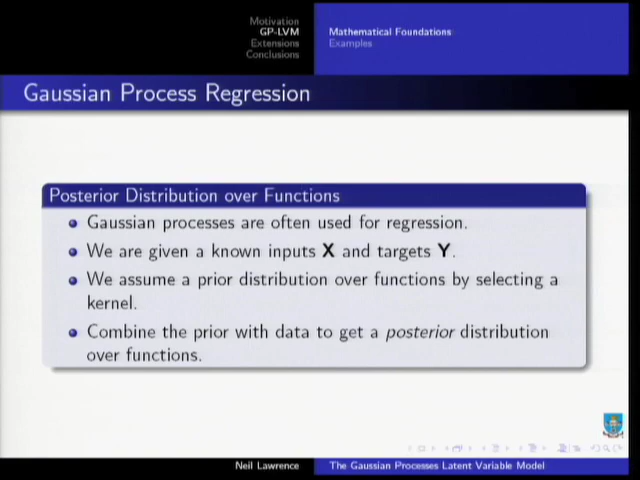 Motivation
GP-LVM
Extensions
Conclusions
Mathematical Foundations
Examples
Gaussian Process Regression
Posterior Distribution over Functions
Gaussian processes are often used for regression.
We are given a known inputs X and targets Y.
We assume a prior distribution over functions by selecting a
kernel.
Combine the prior with data to get a posterior distribution
over functions.
Neil Lawrence
The Gaussian Processes Latent Variable Model